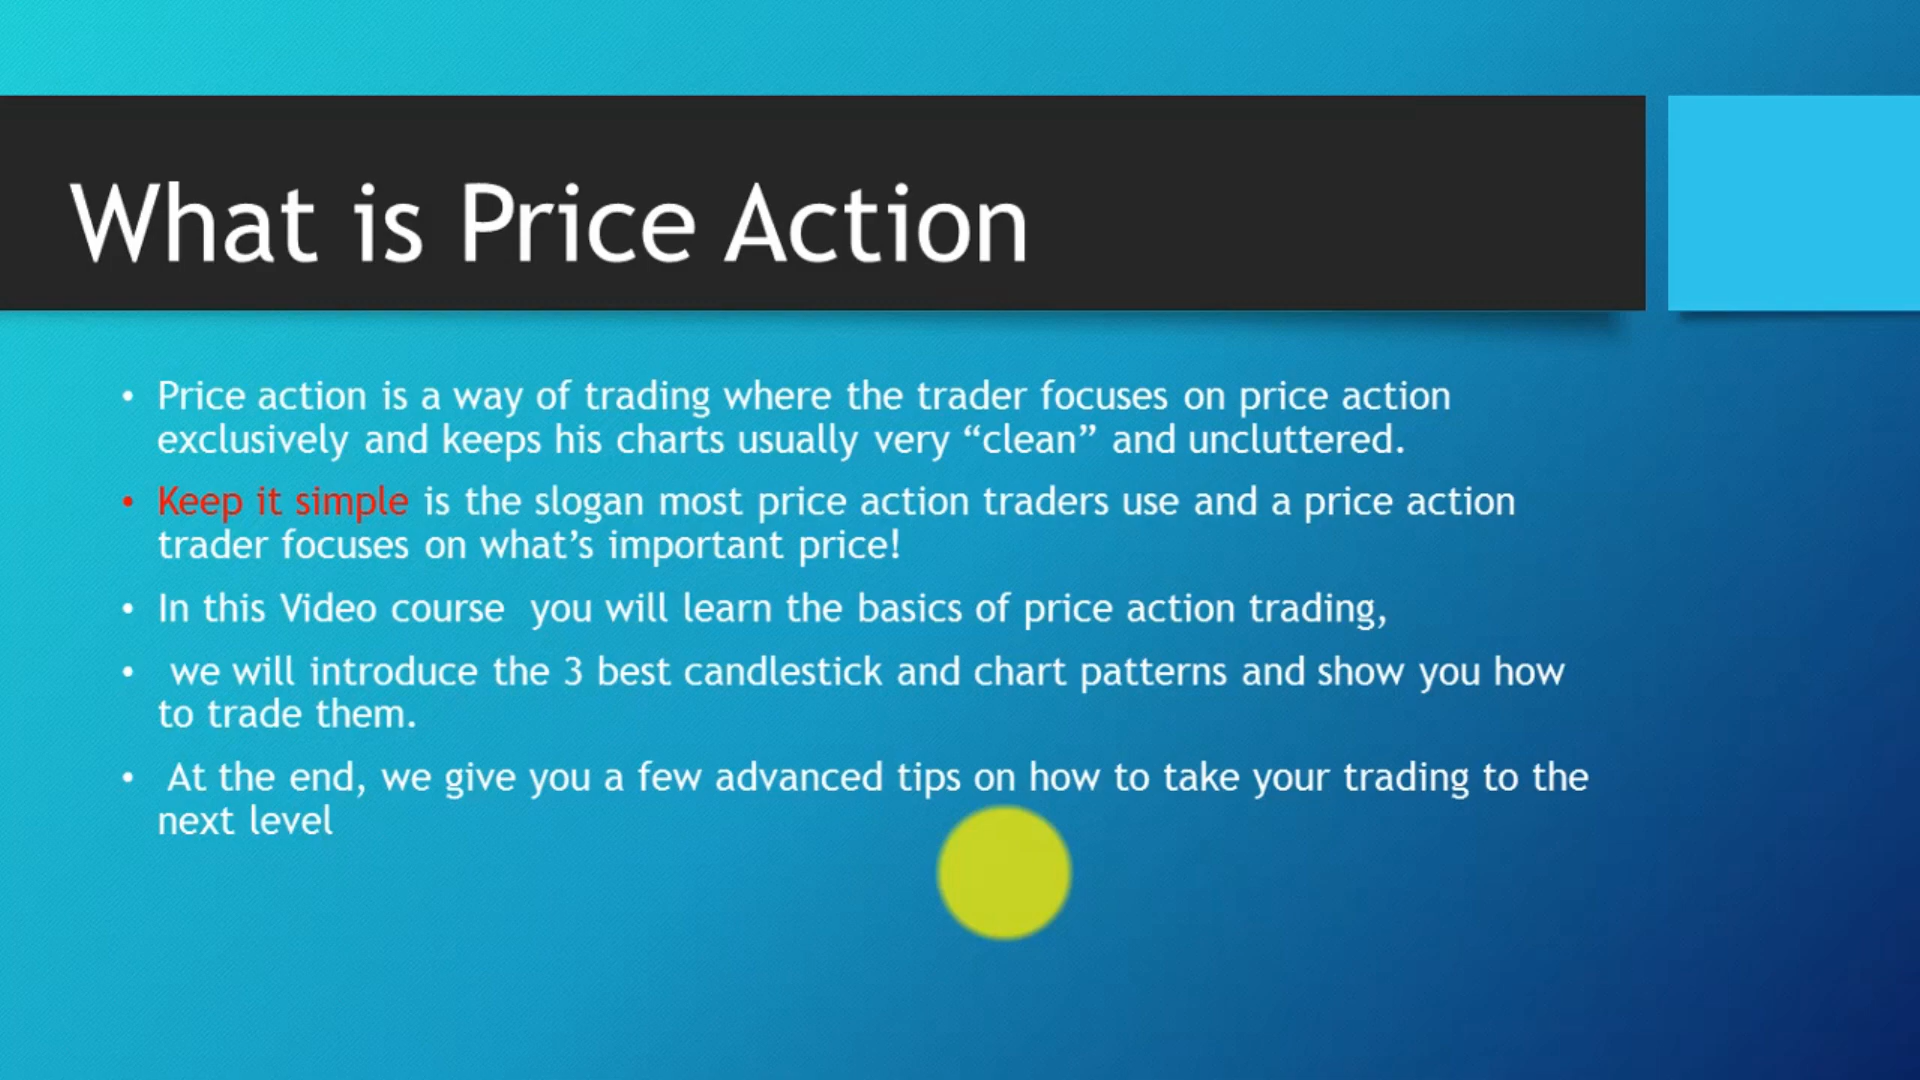 What is Price Action
• Price action is a way of trading where the trader focuses on price action
exclusively and keeps his charts usually very “clean” and uncluttered.
• Keep it simple is the slogan most price action traders use and a price action
trader focuses on what’s important price!
• In this Video course  you will learn the basics of price action trading,
•  we will introduce the 3 best candlestick and chart patterns and show you how
to trade them.
•  At the end, we give you a few advanced tips on how to take your trading to the
next level